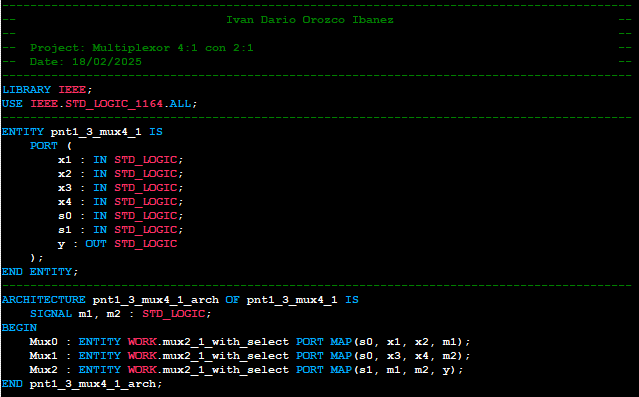 -----------------------------------------------------------------------------------------
--                              Ivan Dario Orozco Ibanez                               --
--                                                                                     --
--  Project: Multiplexor 4:1 con 2:1                                                   --
--  Date: 18/02/2025                                                                   --
-----------------------------------------------------------------------------------------
LIBRARY IEEE;
USE IEEE.STD_LOGIC_1164.ALL;
-----------------------------------------------------------------------------------------
ENTITY pnt1_3_mux4_1 IS
    PORT (
        x1 : IN STD_LOGIC;
        x2 : IN STD_LOGIC;
        x3 : IN STD_LOGIC;
        x4 : IN STD_LOGIC;
        s0 : IN STD_LOGIC;
        s1 : IN STD_LOGIC;
        y : OUT STD_LOGIC
    );
END ENTITY;
-----------------------------------------------------------------------------------------
ARCHITECTURE pnt1_3_mux4_1_arch OF pnt1_3_mux4_1 IS
    SIGNAL m1, m2 : STD_LOGIC;
BEGIN
    Mux0 : ENTITY WORK.mux2_1_with_select PORT MAP(s0, x1, x2, m1);
    Mux1 : ENTITY WORK.mux2_1_with_select PORT MAP(s0, x3, x4, m2);
    Mux2 : ENTITY WORK.mux2_1_with_select PORT MAP(s1, m1, m2, y);
END pnt1_3_mux4_1_arch;